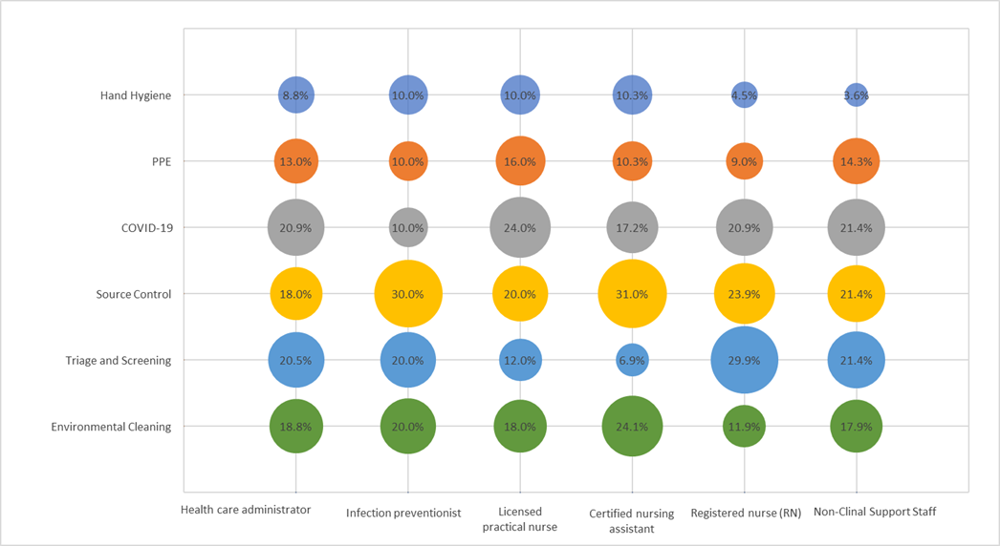 Hand Hygiene 8.8% 10.0% 10.0% 10.3% 4.5% 3.6%
PPE 13.0% 10.0% 16.0% 10.3% 9.0% 14.3%
COVID-19 20.9% 10.0% 24.0% 17.2% 20.9% 21.4%
Source Control 18.0% 30.0% 20.0% 31.0% 23.9% 21.4%
Triage and Screening 20.5% 20.0% 12.0% 6.9% 29.9% 21.4%
Environmental Cleaning 18.8% 20.0% 18.0% 24.1% 11.9% 17.9%
Health care administrator
Infection preventionist
Licensed
practical nurse
Certified nursing
assistant
Registered nurse (RN)
Non-Clinal Support Staff